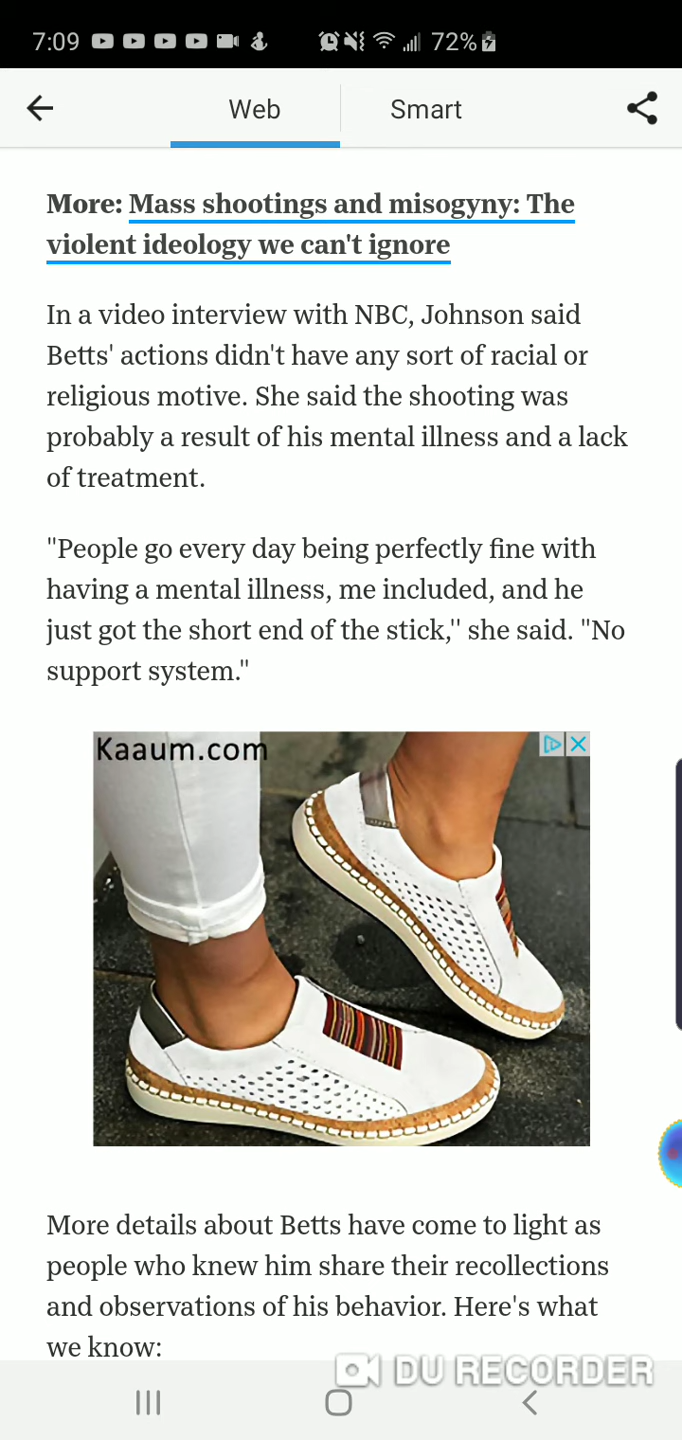 7:09 72%
Web Smart
More: Mass shootings and misogyny: The
violent ideology we can't ignore
In a video interview with NBC, Johnson said
Betts' actions didn't have any sort of racial or
religious motive. She said the shooting was
probably a result of his mental illness and a lack
of treatment.
"People go every day being perfectly fine with
having a mental illness, me included, and he
just got the short end of the stick,'' she said. "No
support system."
Kaaum.com
More details about Betts have come to light as
people who knew him share their recollections
and observations of his behavior. Here's what
we know:
DU RECORDER